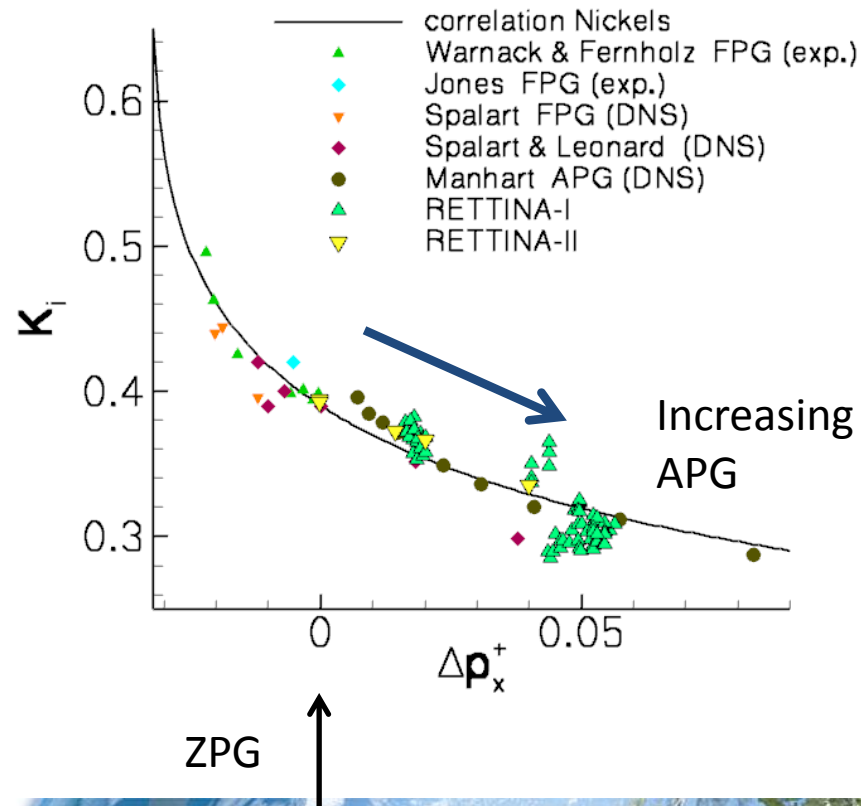 correlation Nickels
Warnack & Fernholz FPG (exp.)
Jones FPG (exp.)
Spalart FPG (DNS)
Spalart & Leonard (DNS)
Manhart APG (DNS)
RETTINA-I
RETTINA-II
0.6
0.5
0.4
0.3
K_i
Increasing
APG
0
0.05
Δp_x^+
ZPG